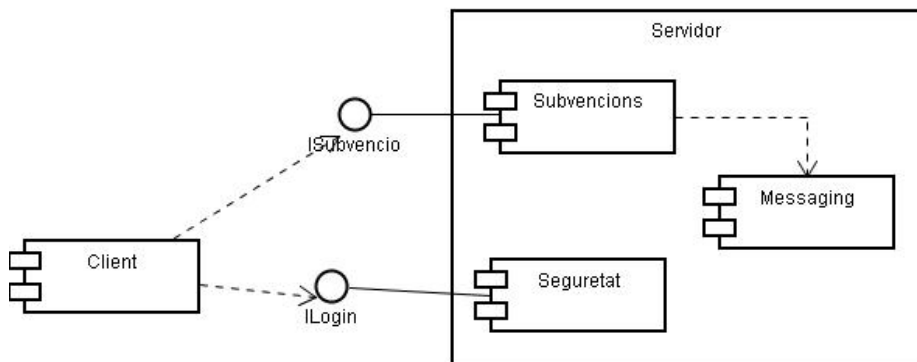 Servidor
Subvencions
ISubvencio
Messaging
Client
Seguretat
ILogin